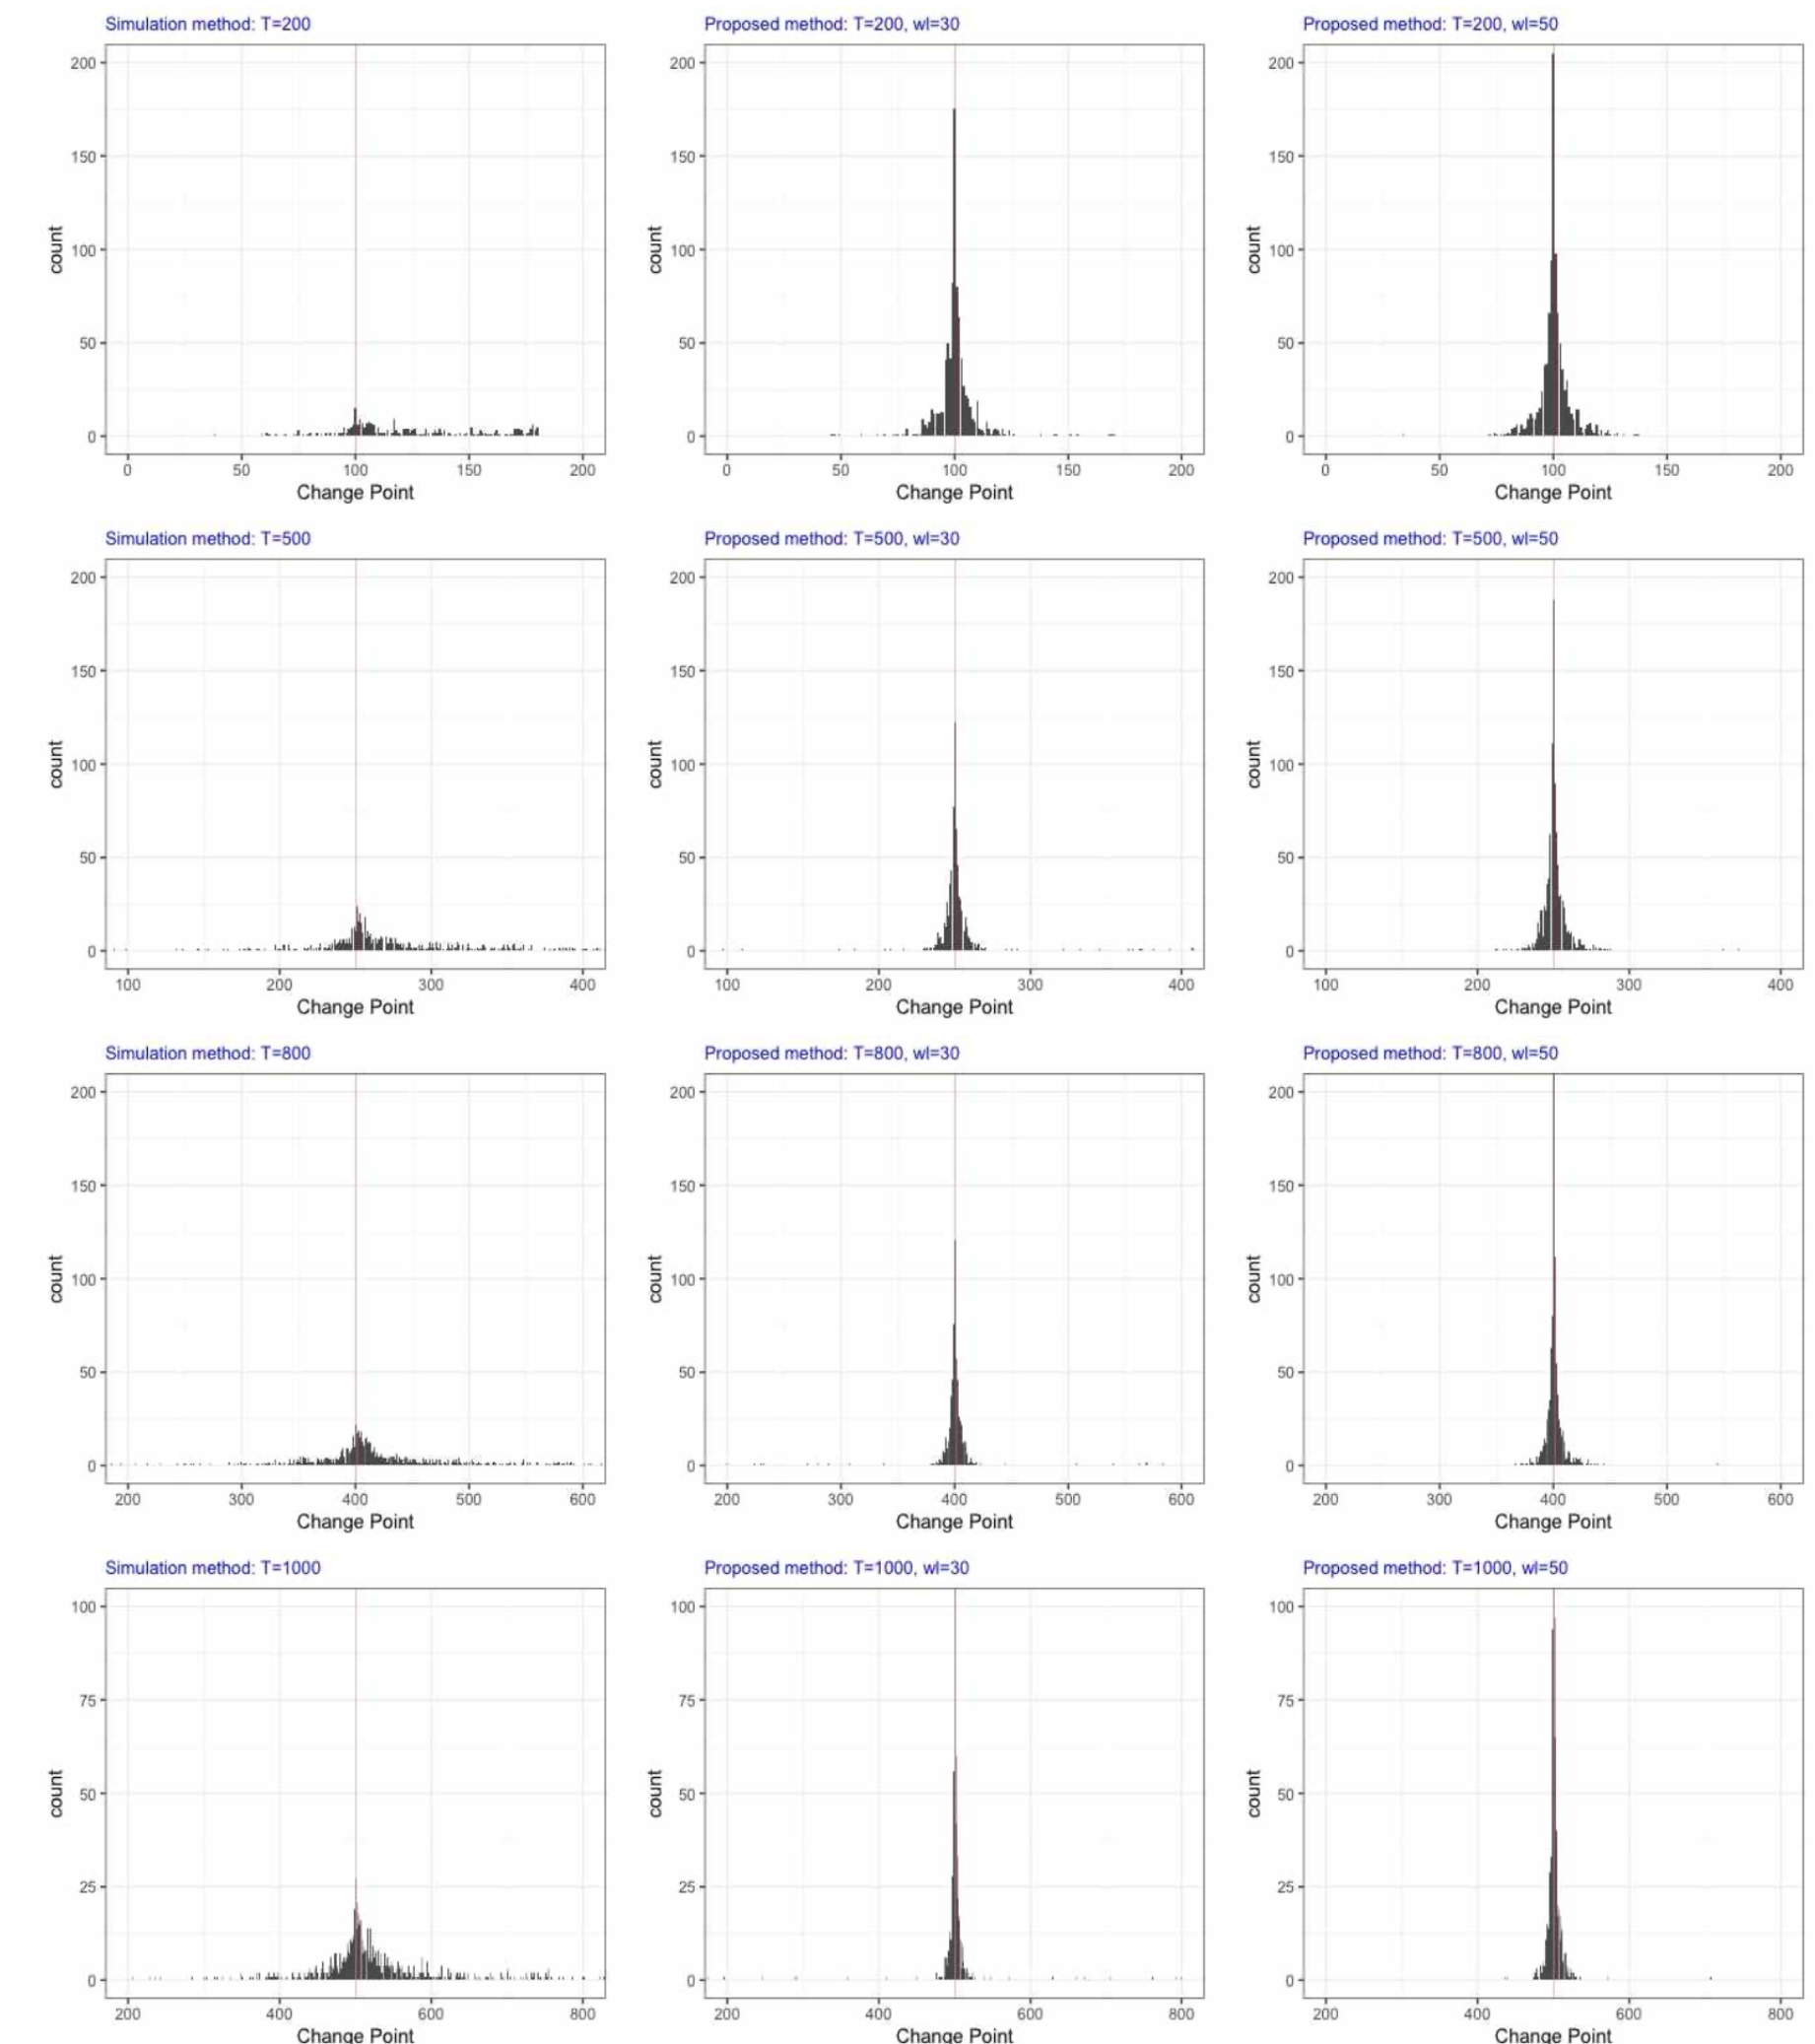 Simulation method: T=200
Proposed method: T=200, wl=30
Proposed method: T=200, wl=50
200
150
100
50
0
count
0 50 100 150 200
Change Point
200
150
100
50
0
count
0 50 100 150 200
Change Point
200
150
100
50
0
count
0 50 100 150 200
Change Point
Simulation method: T=500
Proposed method: T=500, wl=30
Proposed method: T=500, wl=50
200
150
100
50
0
count
100 200 300 400
Change Point
200
150
100
50
0
count
100 200 300 400
Change Point
200
150
100
50
0
count
100 200 300 400
Change Point
Simulation method: T=800
Proposed method: T=800, wl=30
Proposed method: T=800, wl=50
200
150
100
50
0
count
200 300 400 500 600
Change Point
200
150
100
50
0
count
200 300 400 500 600
Change Point
200
150
100
50
0
count
200 300 400 500 600
Change Point
Simulation method: T=1000
Proposed method: T=1000, wl=30
Proposed method: T=1000, wl=50
100
75
50
25
0
count
200 400 600 800
Change Point
100
75
50
25
0
count
200 400 600 800
Change Point
100
75
50
25
0
count
200 400 600 800
Change Point